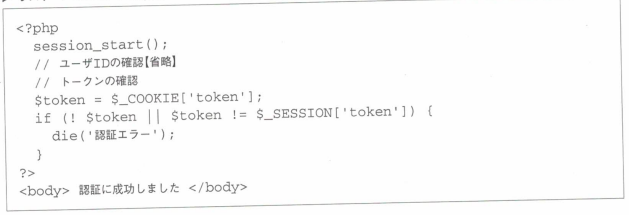 <?php
  session_start();
  // ユーザIDの確認【省略】
  // トークンの確認
  $token = $_COOKIE['token'];
  if (! $token || $token != $_SESSION['token']) {
    die('認証エラー');
  }
?>
<body> 認証に成功しました </body>